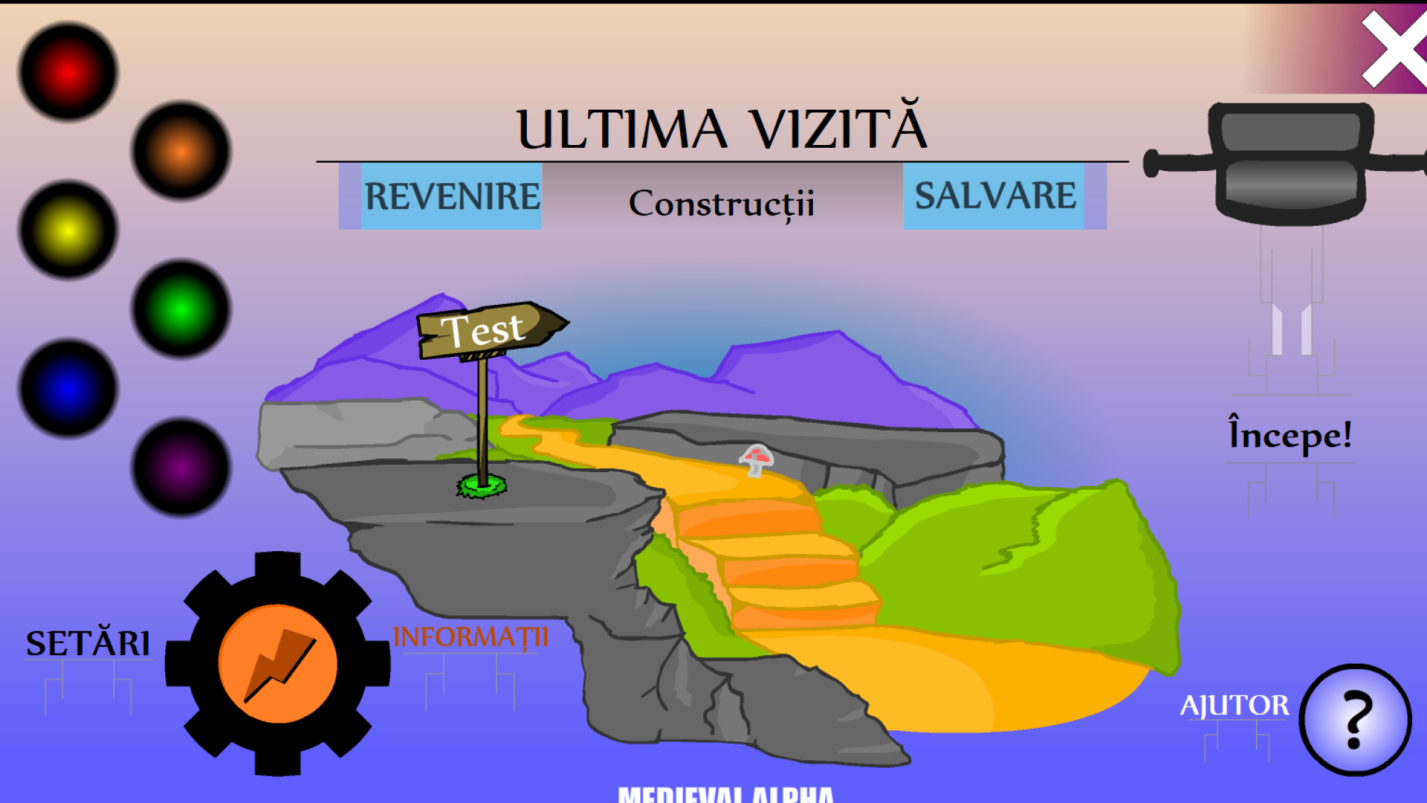 ULTIMA VIZITĂ
REVENIRE
Construcții
SALVARE
Test
Începe!
SETĂRI
INFORMAȚII
AJUTOR
?
MEDIEVAL ALPHA